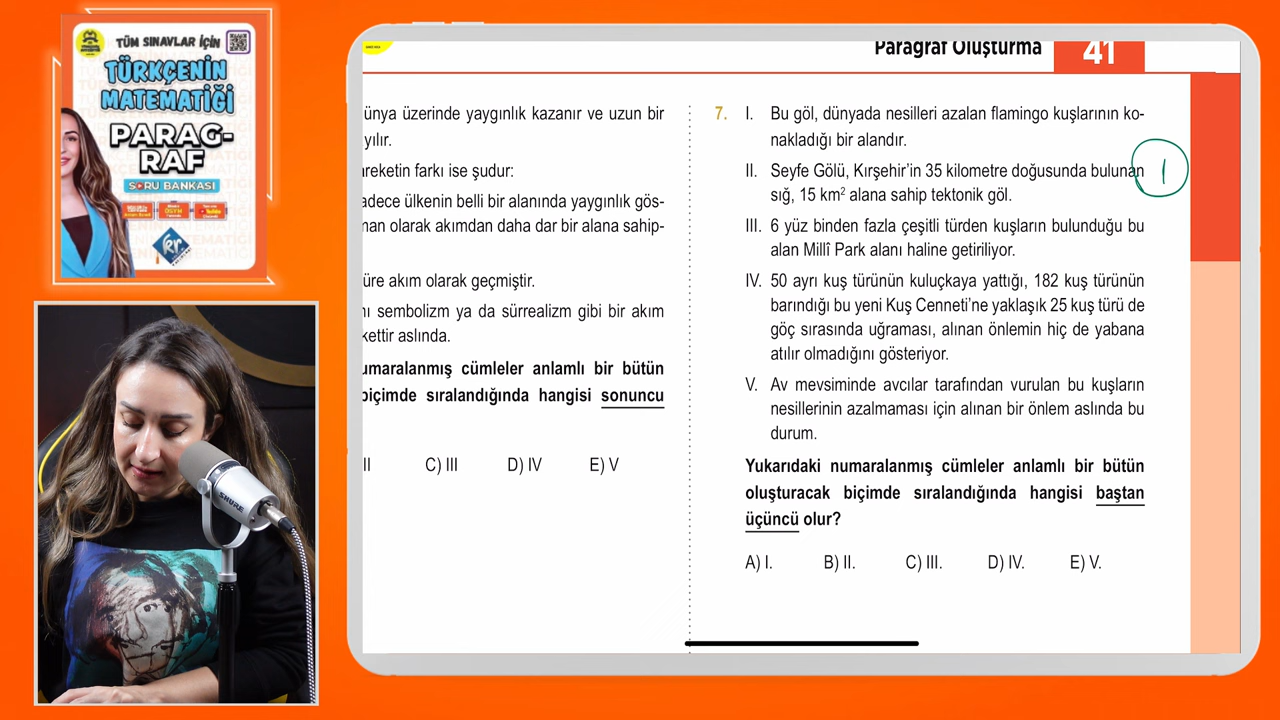 TÜM SINAVLAR İÇİN
TÜRKÇENİN
MATEMATİĞİ
PARAG-
RAF
SORU BANKASI
SHURE
Paragraf Oluşturma
41
ünya üzerinde yaygınlık kazanır ve uzun bir
yılır.
areketin farkı ise şudur:
adece ülkenin belli bir alanında yaygınlık gös-
nan olarak akımdan daha dar bir alana sahip-
üre akım olarak geçmiştir.
nı sembolizm ya da sürrealizm gibi bir akım
kettir aslında.
umaralanmış cümleler anlamlı bir bütün
biçimde sıralandığında hangisi sonuncu
II C) III D) IV E) V
7. I. Bu göl, dünyada nesilleri azalan flamingo kuşlarının ko-
nakladığı bir alandır.
II. Seyfe Gölü, Kırşehir’in 35 kilometre doğusunda bulunan
sığ, 15 km² alana sahip tektonik göl.
1
III. 6 yüz binden fazla çeşitli türden kuşların bulunduğu bu
alan Millî Park alanı haline getiriliyor.
IV. 50 ayrı kuş türünün kuluçkaya yattığı, 182 kuş türünün
barındığı bu yeni Kuş Cenneti’ne yaklaşık 25 kuş türü de
göç sırasında uğraması, alınan önlemin hiç de yabana
atılır olmadığını gösteriyor.
V. Av mevsiminde avcılar tarafından vurulan bu kuşların
nesillerinin azalmaması için alınan bir önlem aslında bu
durum.
Yukarıdaki numaralanmış cümleler anlamlı bir bütün
oluşturacak biçimde sıralandığında hangisi baştan
üçüncü olur?
A) I. B) II. C) III. D) IV. E) V.